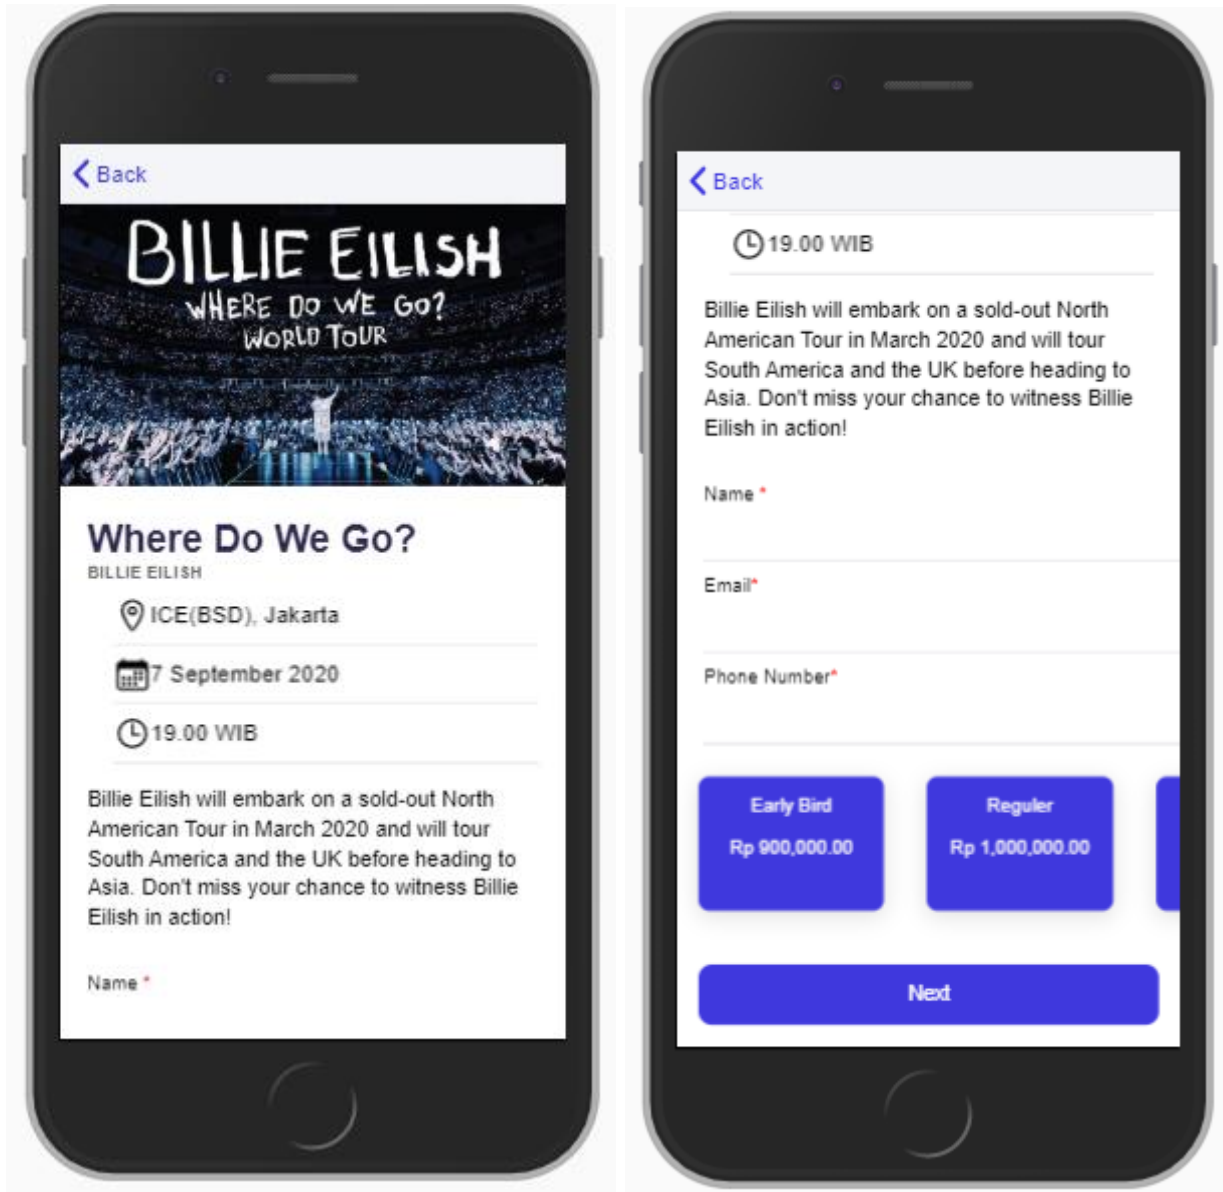 Back
BILLIE EILISH
WHERE DO WE GO?
WORLD TOUR
Where Do We Go?
BILLIE EILISH
ICE(BSD), Jakarta
7 September 2020
19.00 WIB
Billie Eilish will embark on a sold-out North
American Tour in March 2020 and will tour
South America and the UK before heading to
Asia. Don't miss your chance to witness Billie
Eilish in action!
Name *
Back
19.00 WIB
Billie Eilish will embark on a sold-out North
American Tour in March 2020 and will tour
South America and the UK before heading to
Asia. Don't miss your chance to witness Billie
Eilish in action!
Name *
Email*
Phone Number*
Early Bird
Rp 900,000.00
Reguler
Rp 1,000,000.00
Next